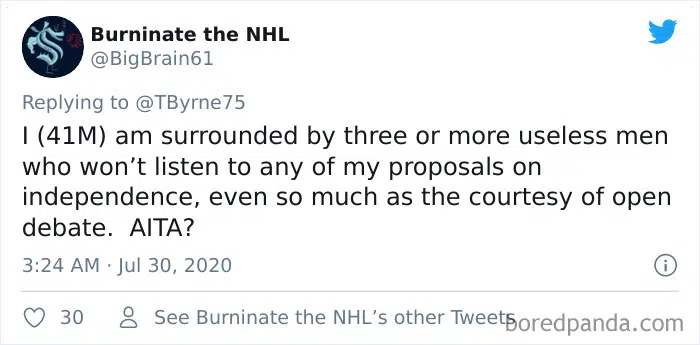 Burninate the NHL
@BigBrain61
Replying to @TByrne75
I (41M) am surrounded by three or more useless men
who won’t listen to any of my proposals on
independence, even so much as the courtesy of open
debate.  AITA?
3:24 AM · Jul 30, 2020
30
See Burninate the NHL’s other Tweets
boredpanda.com